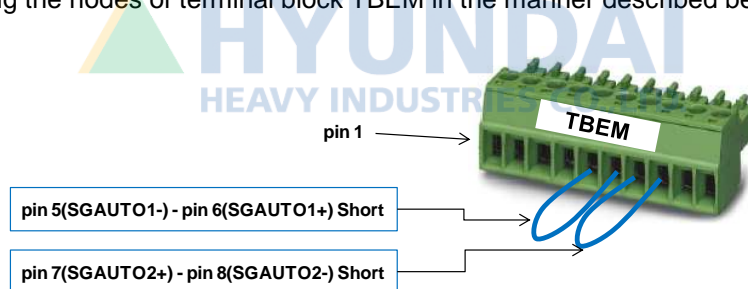 g the nodes of terminal block TBEM in the manner described be
HYUNDAI
HEAVY INDUSTRIES CO.,LTD
TBEM
pin 1
pin 5(SGAUTO1-) - pin 6(SGAUTO1+) Short
pin 7(SGAUTO2+) - pin 8(SGAUTO2-) Short